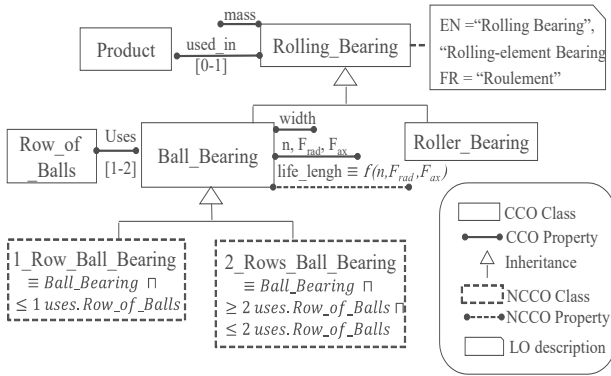 mass
Product
used_in
[0-1]
Rolling_Bearing
EN =“Rolling Bearing”,
“Rolling-element Bearing
FR = “Roulement”
Row_of
_Balls
Uses
[1-2]
Ball_Bearing
width
n, F_rad, F_ax
life_lengh ≡ f(n,F_rad,F_ax)
Roller_Bearing
1_Row_Ball_Bearing
≡ Ball_Bearing ⊓
≤ 1 uses.Row_of_Balls
2_Rows_Ball_Bearing
≡ Ball_Bearing ⊓
≥ 2 uses.Row_of_Balls ⊓
≤ 2 uses.Row_of_Balls
CCO Class
CCO Property
Inheritance
NCCO Class
NCCO Property
LO description